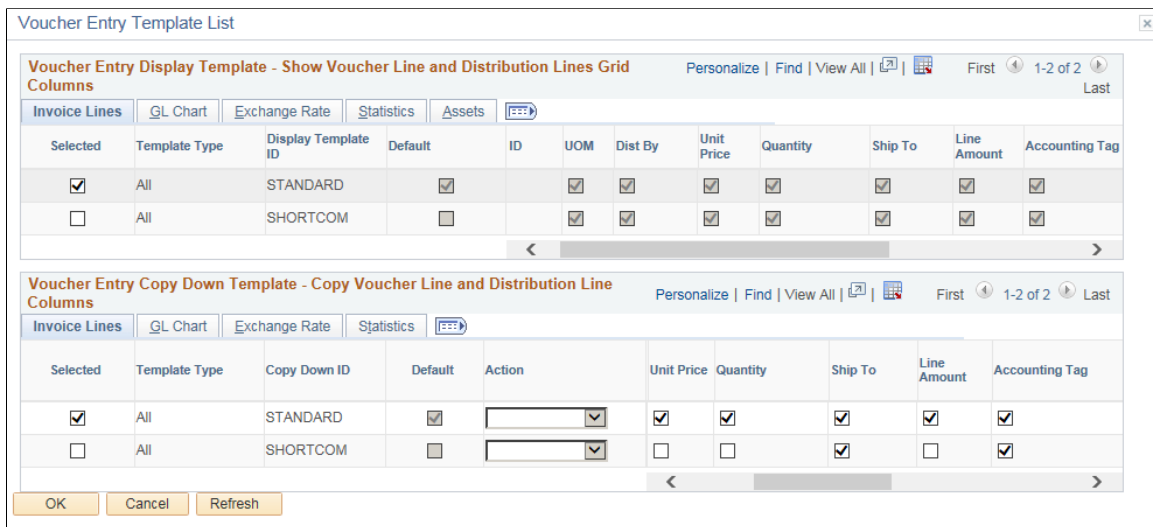 Voucher Entry Template List
Voucher Entry Display Template - Show Voucher Line and Distribution Lines Grid Columns
Personalize | Find | View All | | First 1-2 of 2 Last
Invoice Lines GL Chart Exchange Rate Statistics Assets
Selected Template Type Display Template ID Default ID UOM Dist By Unit Price Quantity Ship To Line Amount Accounting Tag
All STANDARD
All SHORTCOM
Voucher Entry Copy Down Template - Copy Voucher Line and Distribution Line Columns
Personalize | Find | View All | | First 1-2 of 2 Last
Invoice Lines GL Chart Exchange Rate Statistics
Selected Template Type Copy Down ID Default Action Unit Price Quantity Ship To Line Amount Accounting Tag
All STANDARD
All SHORTCOM
OK Cancel Refresh